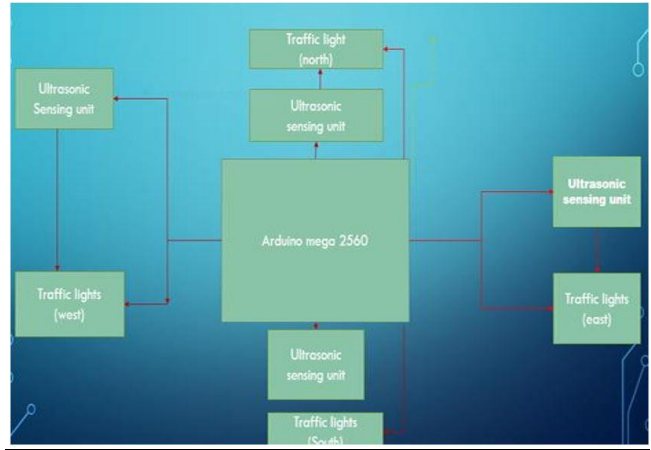 Traffic light
(north)
Ultrasonic
Sensing unit
Ultrasonic
sensing unit
Arduino mega 2560
Ultrasonic
sensing unit
Traffic lights
(west)
Traffic lights
(east)
Ultrasonic
sensing unit
Traffic lights
(South)